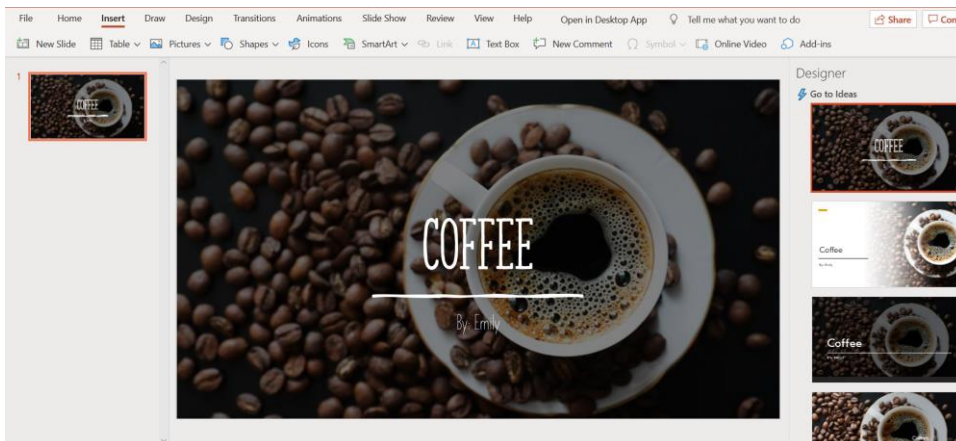 File Home Insert Draw Design Transitions Animations Slide Show Review View Help Open in Desktop App Tell me what you want to do Share
New Slide Table Pictures Shapes Icons SmartArt Link Text Box New Comment Symbol Online Video Add-ins
1
COFFEE
COFFEE
By: Emily
Designer
Go to Ideas
COFFEE
Coffee
By: Emily
Coffee